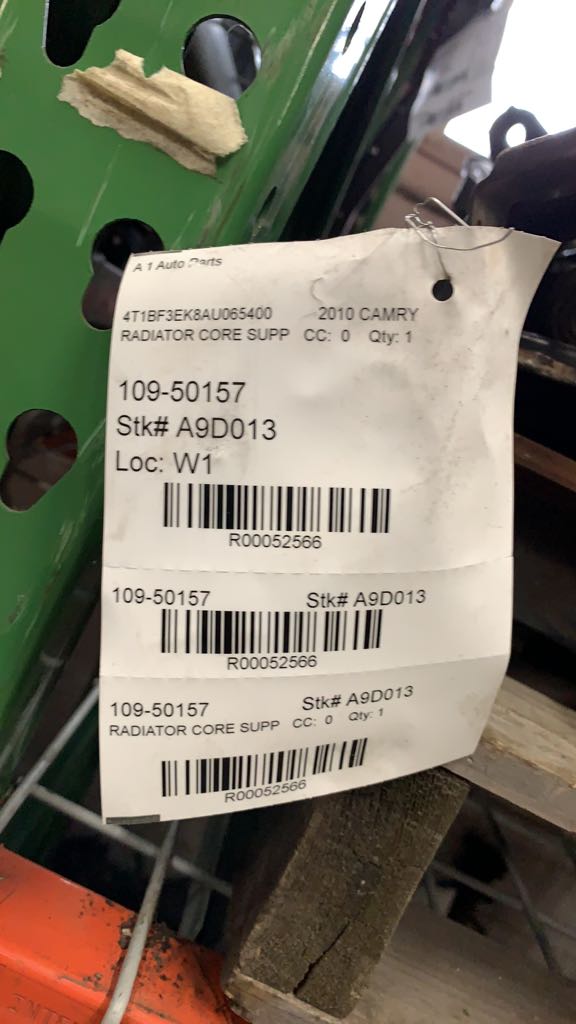 A 1 Auto Parts
4T1BF3EK8AU065400 2010 CAMRY
RADIATOR CORE SUPP CC: 0 Qty: 1
109-50157
Stk# A9D013
Loc: W1
R00052566
109-50157 Stk# A9D013
R00052566
109-50157 Stk# A9D013
RADIATOR CORE SUPP CC: 0 Qty: 1
R00052566